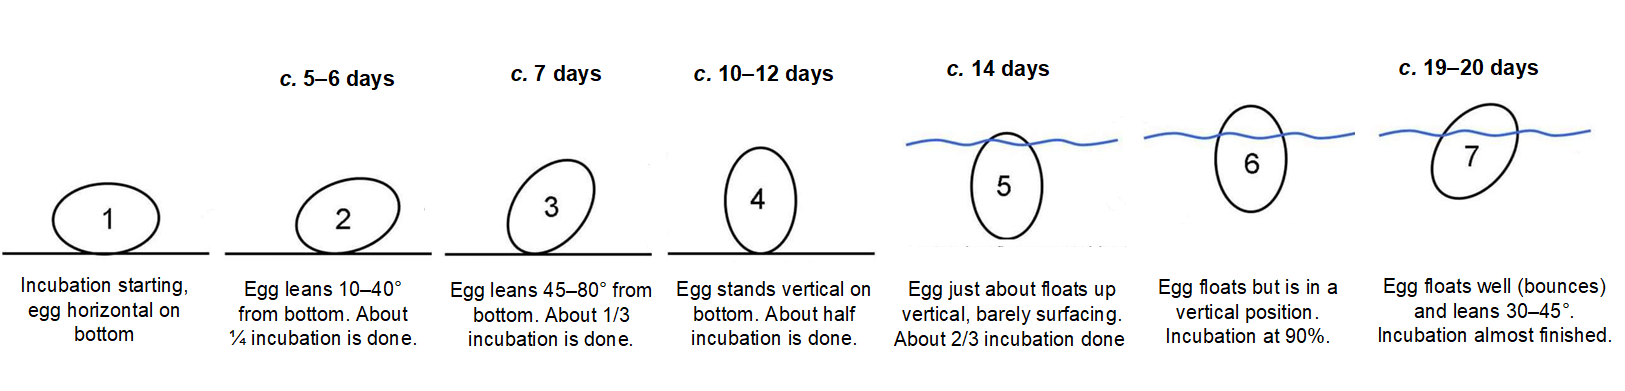 c. 5–6 days
c. 7 days
c. 10–12 days
c. 14 days
c. 19–20 days
1
2
3
4
5
6
7
Incubation starting,
egg horizontal on
bottom
Egg leans 10–40°
from bottom. About
¼ incubation is done.
Egg leans 45–80° from
bottom. About 1/3
incubation is done.
Egg stands vertical on
bottom. About half
incubation is done.
Egg just about floats up
vertical, barely surfacing.
About 2/3 incubation done
Egg floats but is in a
vertical position.
Incubation at 90%.
Egg floats well (bounces)
and leans 30–45°.
Incubation almost finished.